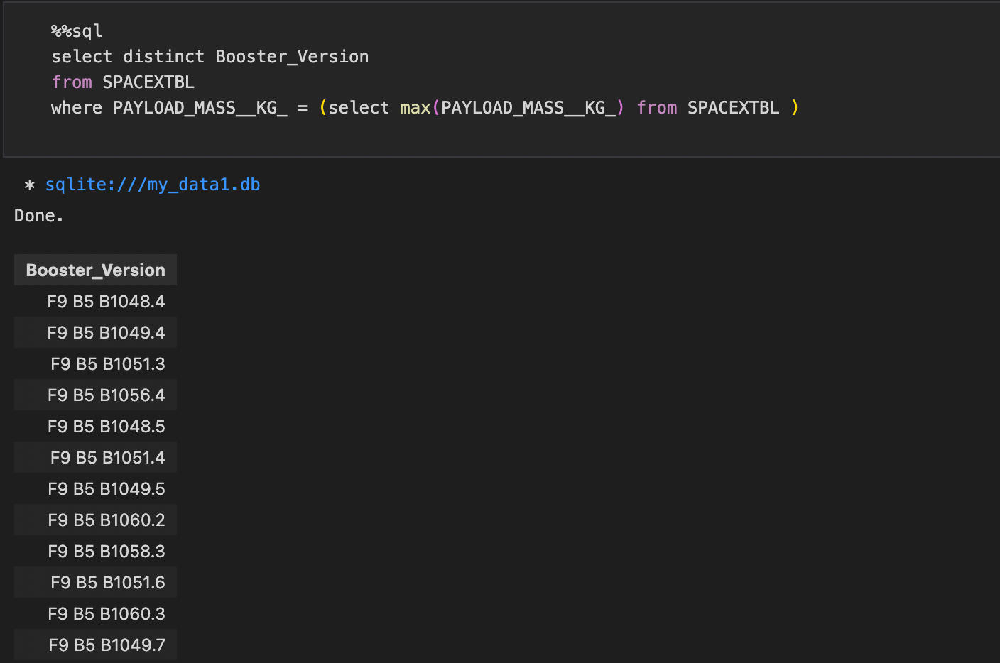 %%sql
select distinct Booster_Version
from SPACEXTBL
where PAYLOAD_MASS__KG_ = (select max(PAYLOAD_MASS__KG_) from SPACEXTBL )
* sqlite:///my_data1.db
Done.
Booster_Version
F9 B5 B1048.4
F9 B5 B1049.4
F9 B5 B1051.3
F9 B5 B1056.4
F9 B5 B1048.5
F9 B5 B1051.4
F9 B5 B1049.5
F9 B5 B1060.2
F9 B5 B1058.3
F9 B5 B1051.6
F9 B5 B1060.3
F9 B5 B1049.7